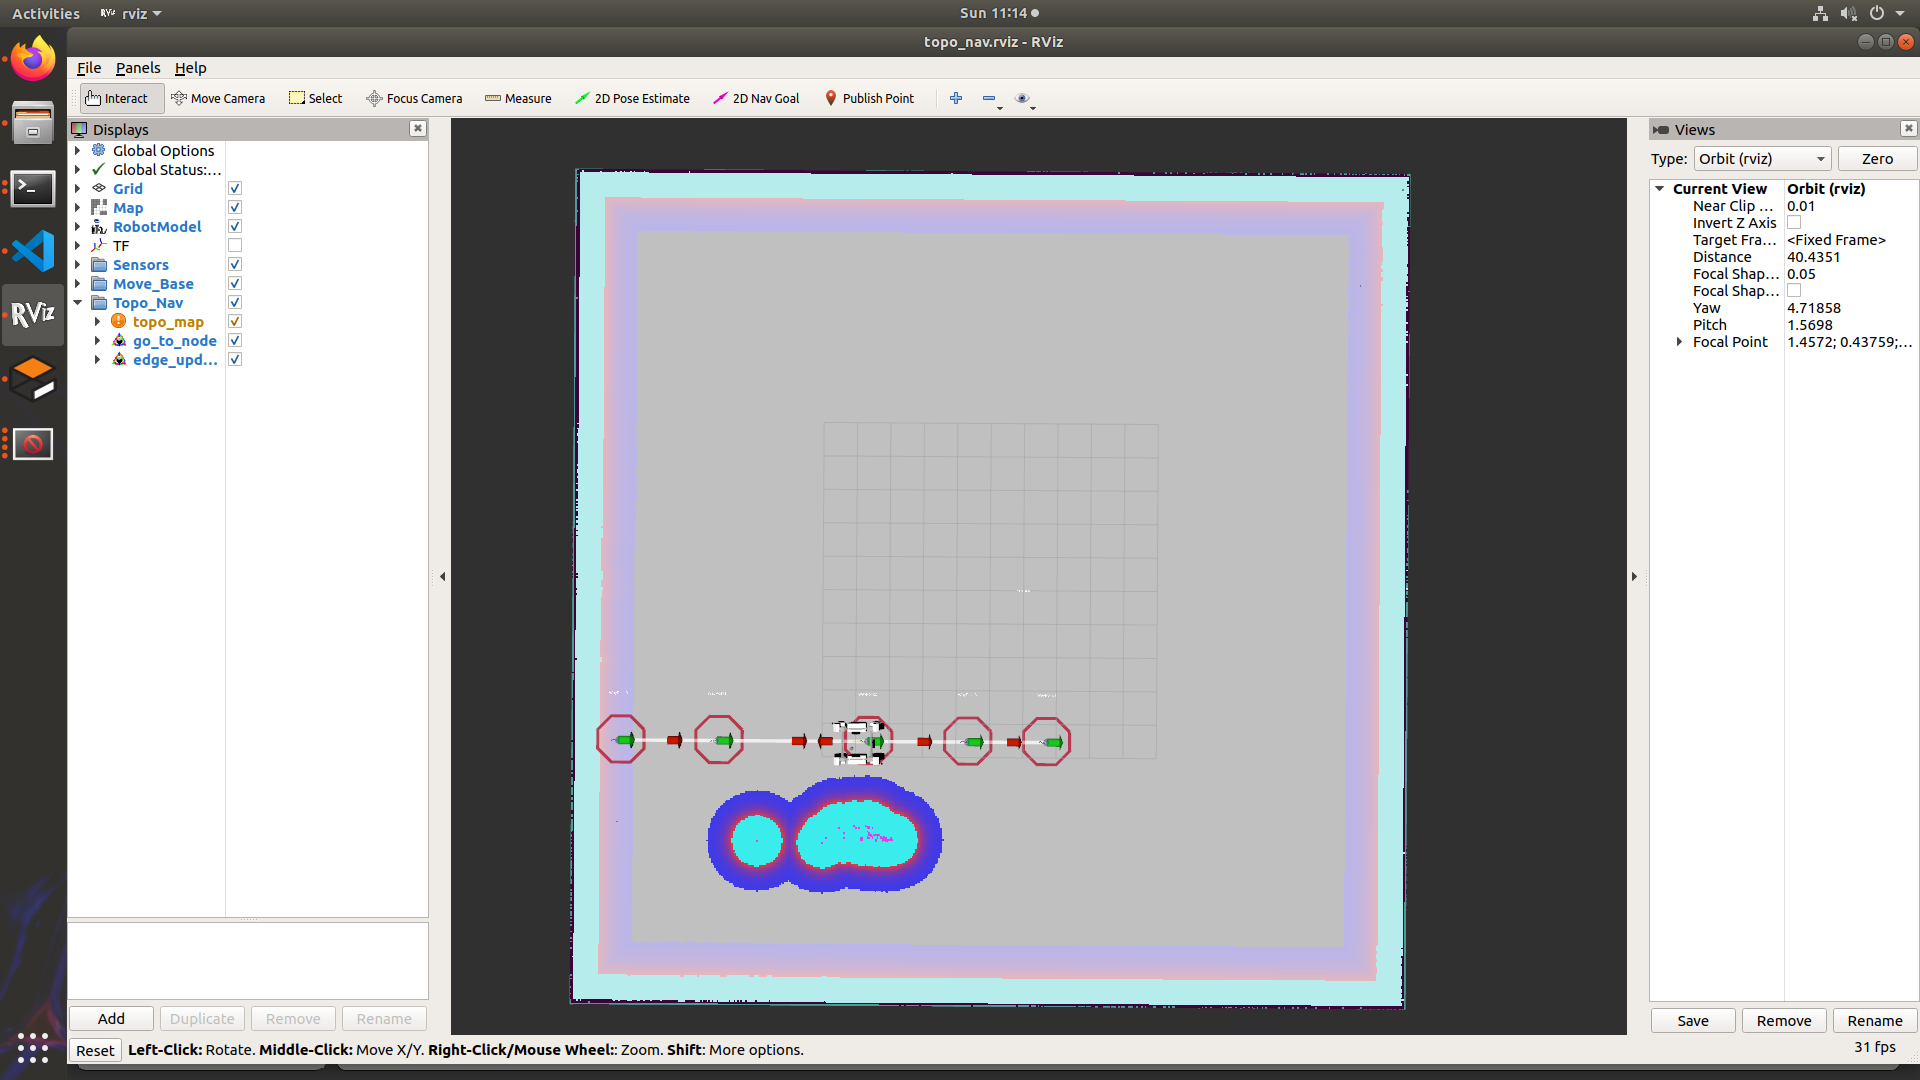 Activities
RViz
rviz
Sun 11:14
topo_nav.rviz - RViz
File Panels Help
Interact Move Camera Select Focus Camera Measure 2D Pose Estimate 2D Nav Goal Publish Point
Displays
Global Options
Global Status:...
Grid
Map
RobotModel
TF
Sensors
Move_Base
Topo_Nav
topo_map
go_to_node
edge_upd...
Add Duplicate Remove Rename
Reset Left-Click: Rotate. Middle-Click: Move X/Y. Right-Click/Mouse Wheel:: Zoom. Shift: More options.
31 fps
Views
Type: Orbit (rviz) Zero
Current View Orbit (rviz)
Near Clip ... 0.01
Invert Z Axis
Target Fra... <Fixed Frame>
Distance 40.4351
Focal Shap... 0.05
Focal Shap...
Yaw 4.71858
Pitch 1.5698
Focal Point 1.4572; 0.43759;...
Save Remove Rename
RViz